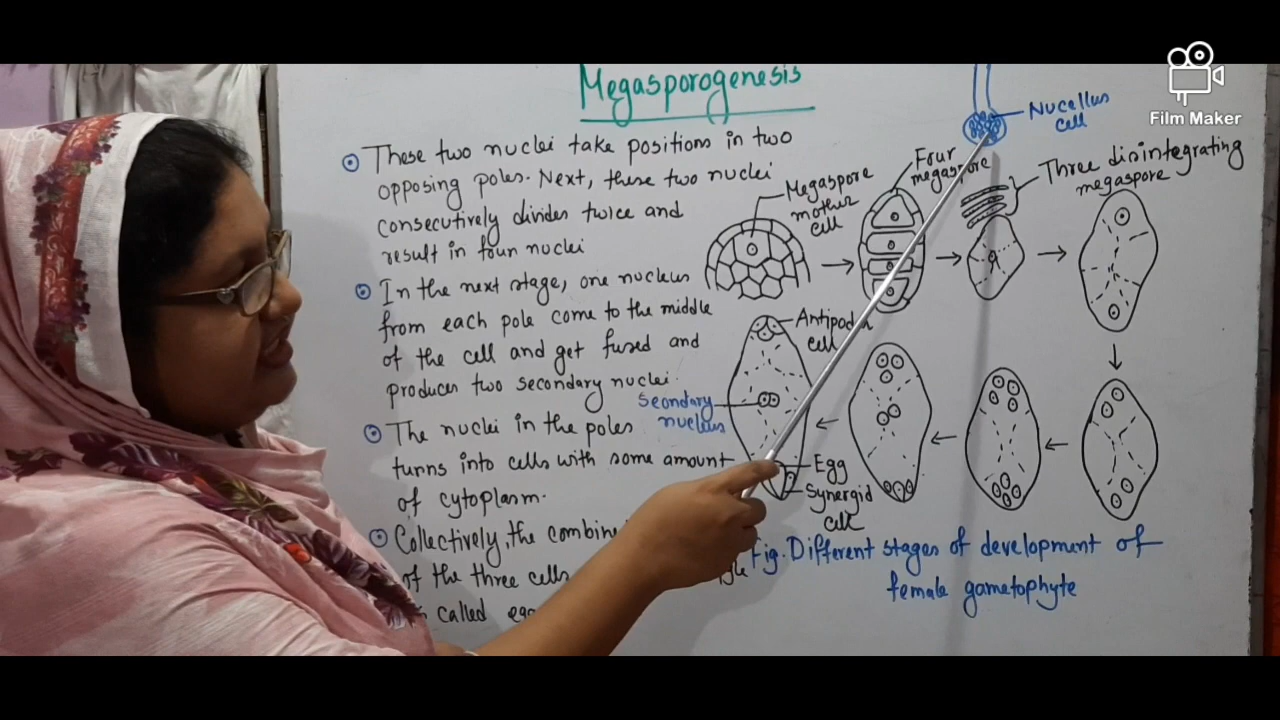 Megasporogenesis
These two nuclei take positions in two
opposing poles. Next, these two nuclei
consecutively divides twice and
result in four nuclei
In the next stage, one nucleus
from each pole come to the middle
of the cell and get fused and
produces two secondary nuclei.
The nuclei in the poles
turns into cells with some amount
of cytoplasm.
Collectively, the combine
of the three cells
called egg
Nucellus
cell
Megaspore
mother
cell
Four
megaspore
Three disintegrating
megaspore
Antipodal
cell
Seondary
nucleus
Egg
Synergid
cell
Fig. Different stages of development of
female gametophyte
Film Maker